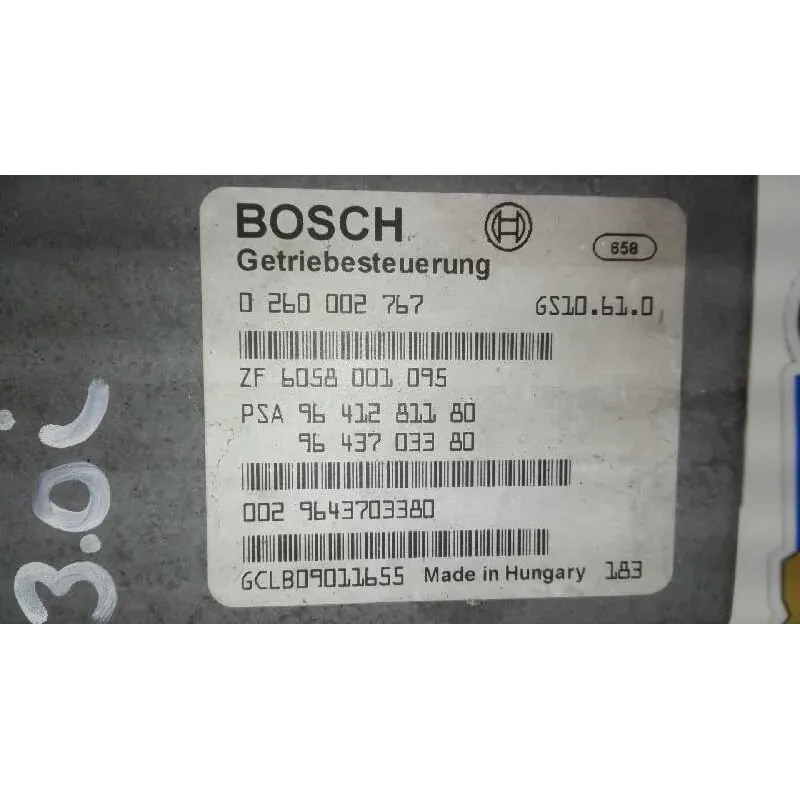 BOSCH
858
Getriebesteuerung
0 260 002 767 GS10.61.0
ZF 6058 001 095
PSA 96 412 811 80
96 437 033 80
002 9643703380
GCLB09011655 Made in Hungary 183
3.0i